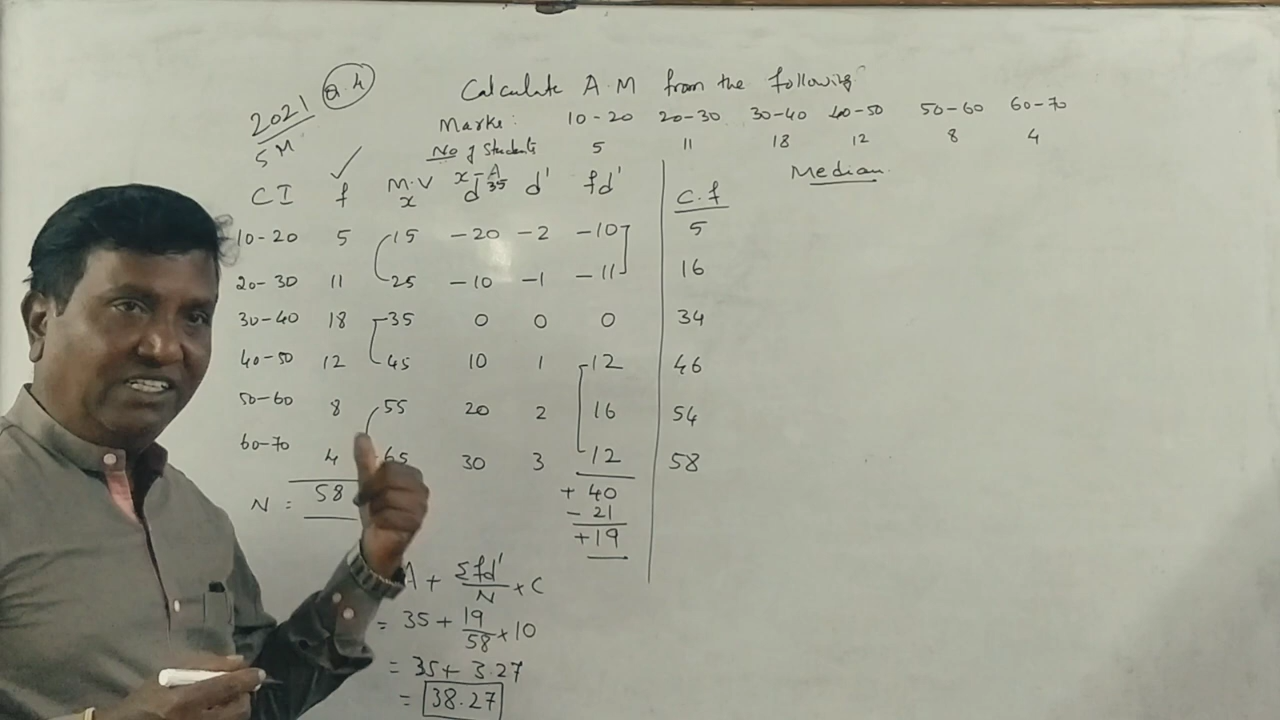 2021 Q4
5M
Calculate A.M from the following
Marks: 10-20 20-30 30-40 40-50 50-60 60-70
No of Students 5 11 18 12 8 4
Median
CI f M.V x x-A d 35 d' fd' C.f
10-20 5 15 -20 -2 -10 5
20-30 11 25 -10 -1 -11 16
30-40 18 35 0 0 0 34
40-50 12 45 10 1 12 46
50-60 8 55 20 2 16 54
60-70 4 65 30 3 12 58
N = 58
+ 40
- 21
+19
A + Σfd'/N × C
= 35 + 19/58 × 10
= 35 + 3.27
= 38.27